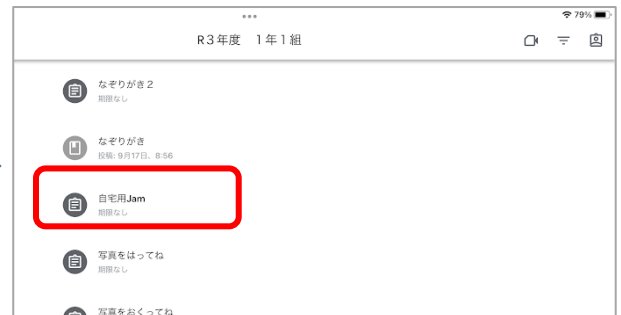 79%
R3年度 1年1組
なぞりがき2
期限なし
なぞりがき
投稿: 9月17日、8:56
自宅用Jam
期限なし
写真をはってね
期限なし
写真をおくってね